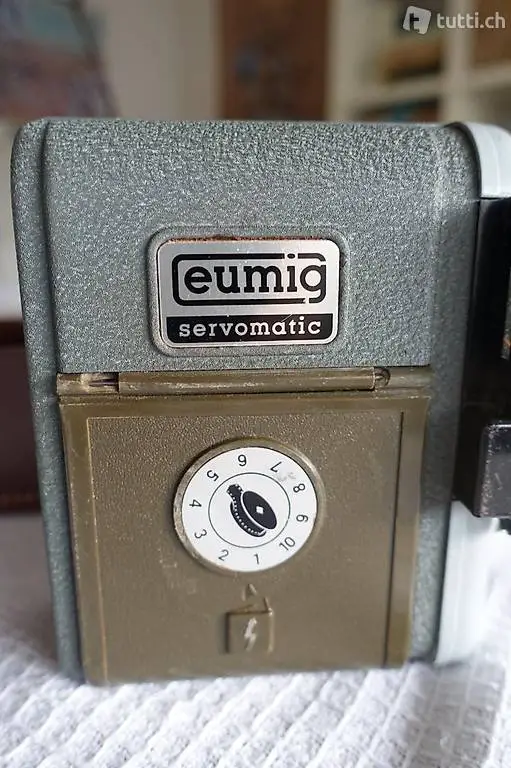 tutti.ch
eumig
servomatic
1 2 3 4 5 6 7 8 9 10